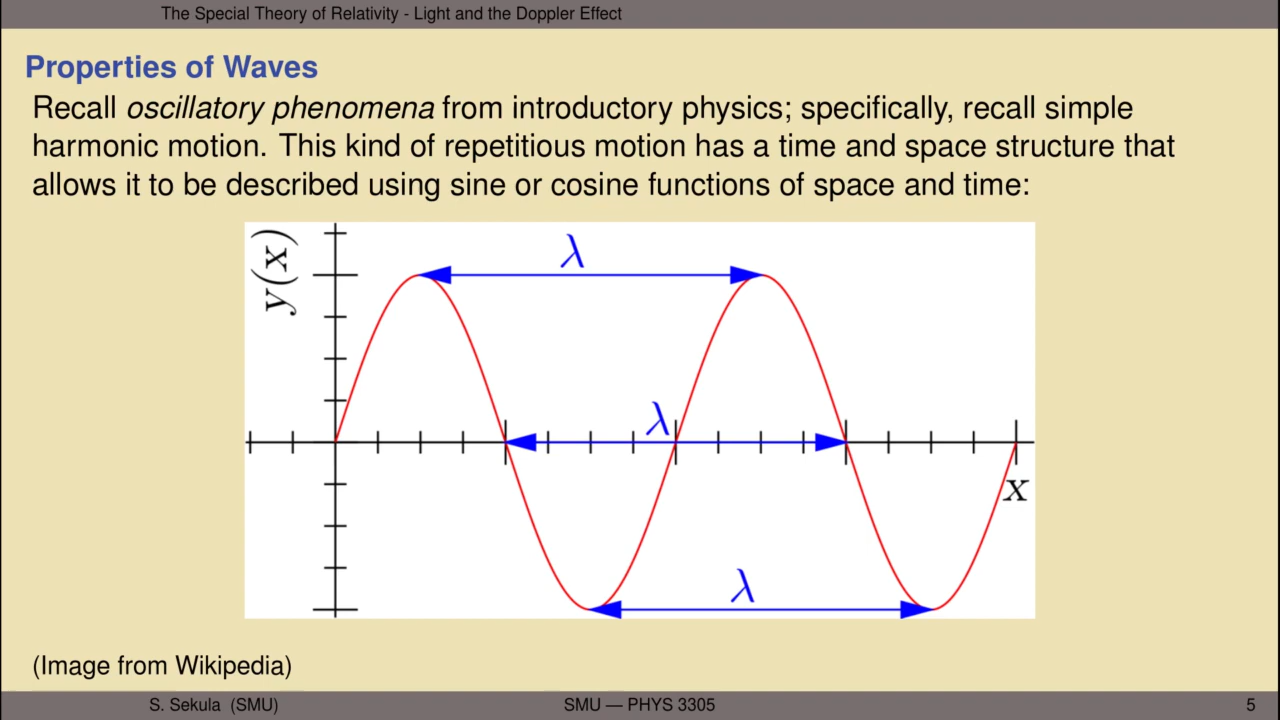 The Special Theory of Relativity - Light and the Doppler Effect
Properties of Waves
Recall oscillatory phenomena from introductory physics; specifically, recall simple
harmonic motion. This kind of repetitious motion has a time and space structure that
allows it to be described using sine or cosine functions of space and time:
y(x)
λ
λ
x
λ
(Image from Wikipedia)
S. Sekula (SMU)
SMU — PHYS 3305
5